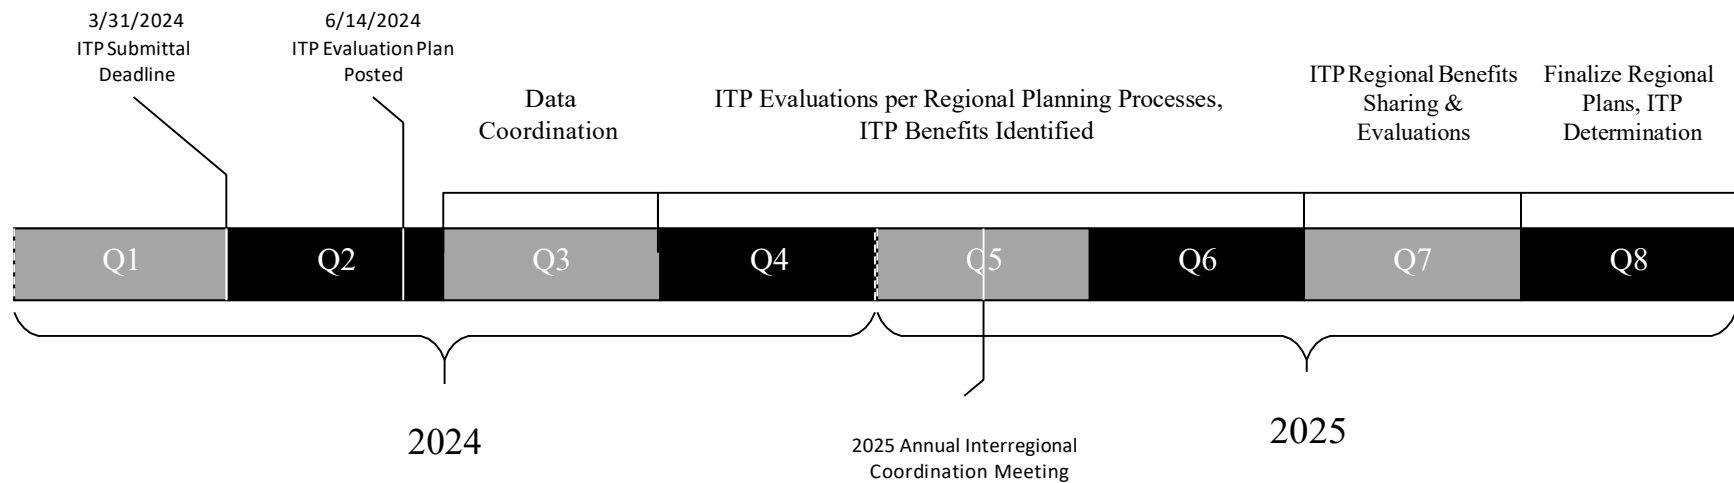 3/31/2024
ITP Submittal
Deadline
6/14/2024
ITP Evaluation Plan
Posted
Data
Coordination
ITP Evaluations per Regional Planning Processes,
ITP Benefits Identified
ITP Regional Benefits
Sharing &
Evaluations
Finalize Regional
Plans, ITP
Determination
Q1
Q2
Q3
Q4
Q5
Q6
Q7
Q8
2024
2025
2025 Annual Interregional
Coordination Meeting